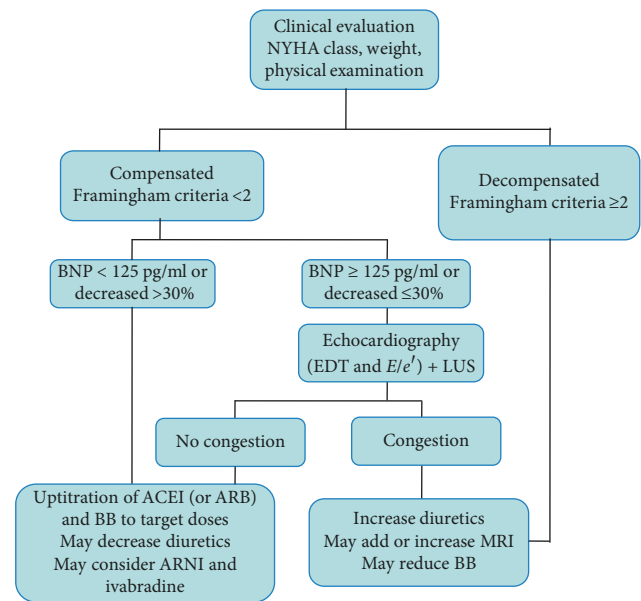 Clinical evaluation
NYHA class, weight,
physical examination
Compensated
Framingham criteria <2
Decompensated
Framingham criteria ≥2
BNP < 125 pg/ml or
decreased >30%
BNP ≥ 125 pg/ml or
decreased ≤30%
Echocardiography
(EDT and E/e′) + LUS
No congestion
Congestion
Uptitration of ACEI (or ARB)
and BB to target doses
May decrease diuretics
May consider ARNI and
ivabradine
Increase diuretics
May add or increase MRI
May reduce BB